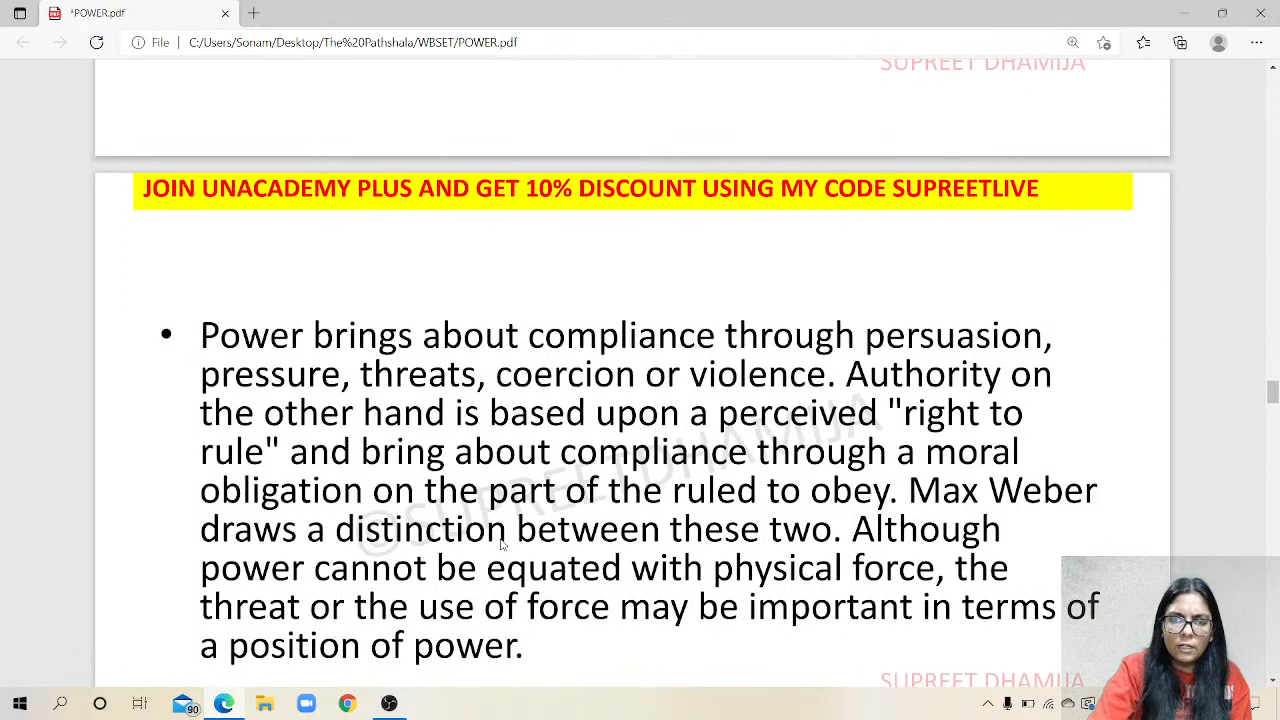 *POWER.pdf
File
C:/Users/Sonam/Desktop/The%20Pathshala/WBSET/POWER.pdf
SUPREET DHAMIJA
JOIN UNACADEMY PLUS AND GET 10% DISCOUNT USING MY CODE SUPREETLIVE
• Power brings about compliance through persuasion,
pressure, threats, coercion or violence. Authority on
the other hand is based upon a perceived "right to
rule" and bring about compliance through a moral
obligation on the part of the ruled to obey. Max Weber
draws a distinction between these two. Although
power cannot be equated with physical force, the
threat or the use of force may be important in terms of
a position of power.
©SUPREETDHAMIJA
SUPREET DHAMIJA
90